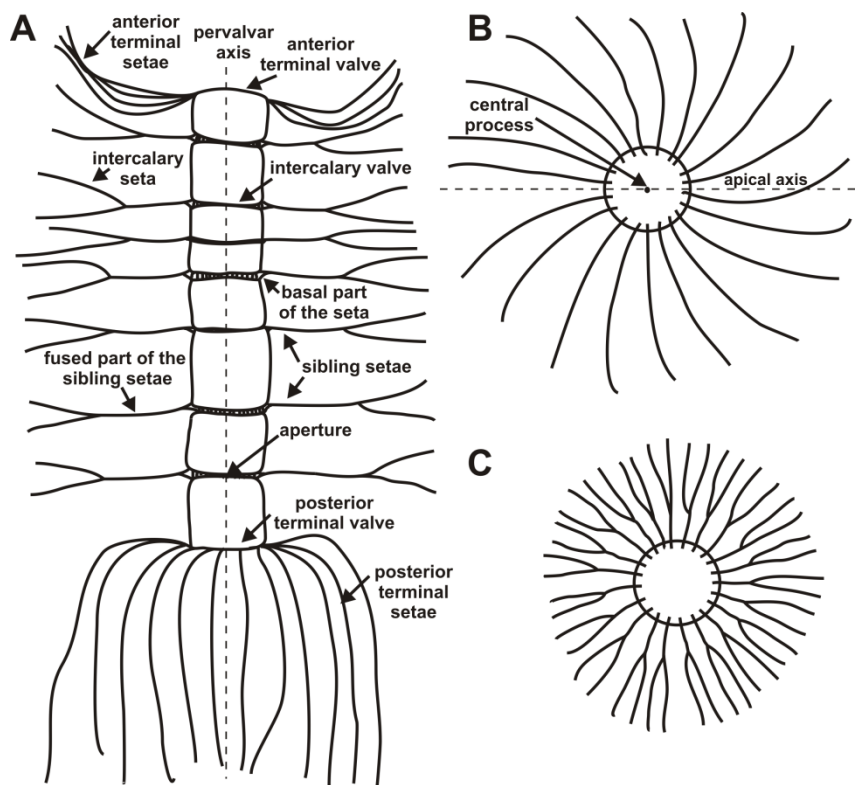 A
anterior
terminal
setae
pervalvar
axis
anterior
terminal valve
intercalary
seta
intercalary valve
basal part
of the seta
fused part of the
sibling setae
sibling setae
aperture
posterior
terminal valve
posterior
terminal
setae
B
central
process
apical axis
C